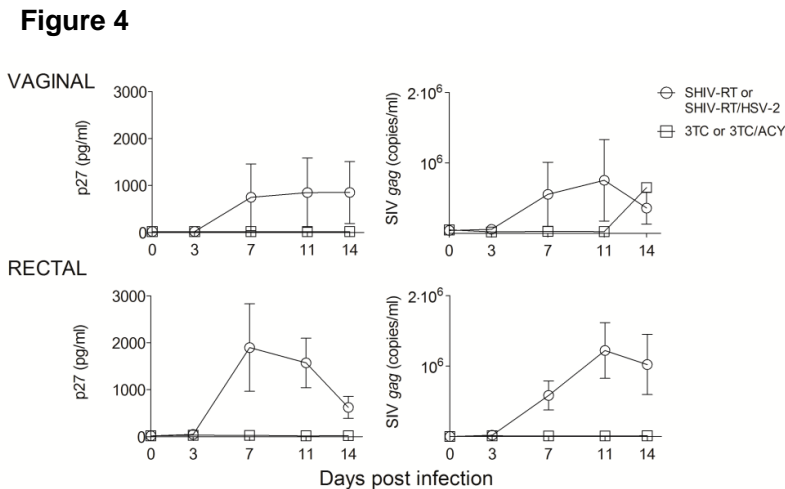 Figure 4
VAGINAL
3000
2000
1000
0
p27 (pg/ml)
0 3 7 11 14
2·10⁶
10⁶
SIV gag (copies/ml)
0 3 7 11 14
SHIV-RT or
SHIV-RT/HSV-2
3TC or 3TC/ACY
RECTAL
3000
2000
1000
0
p27 (pg/ml)
0 3 7 11 14
2·10⁶
10⁶
SIV gag (copies/ml)
0 3 7 11 14
Days post infection